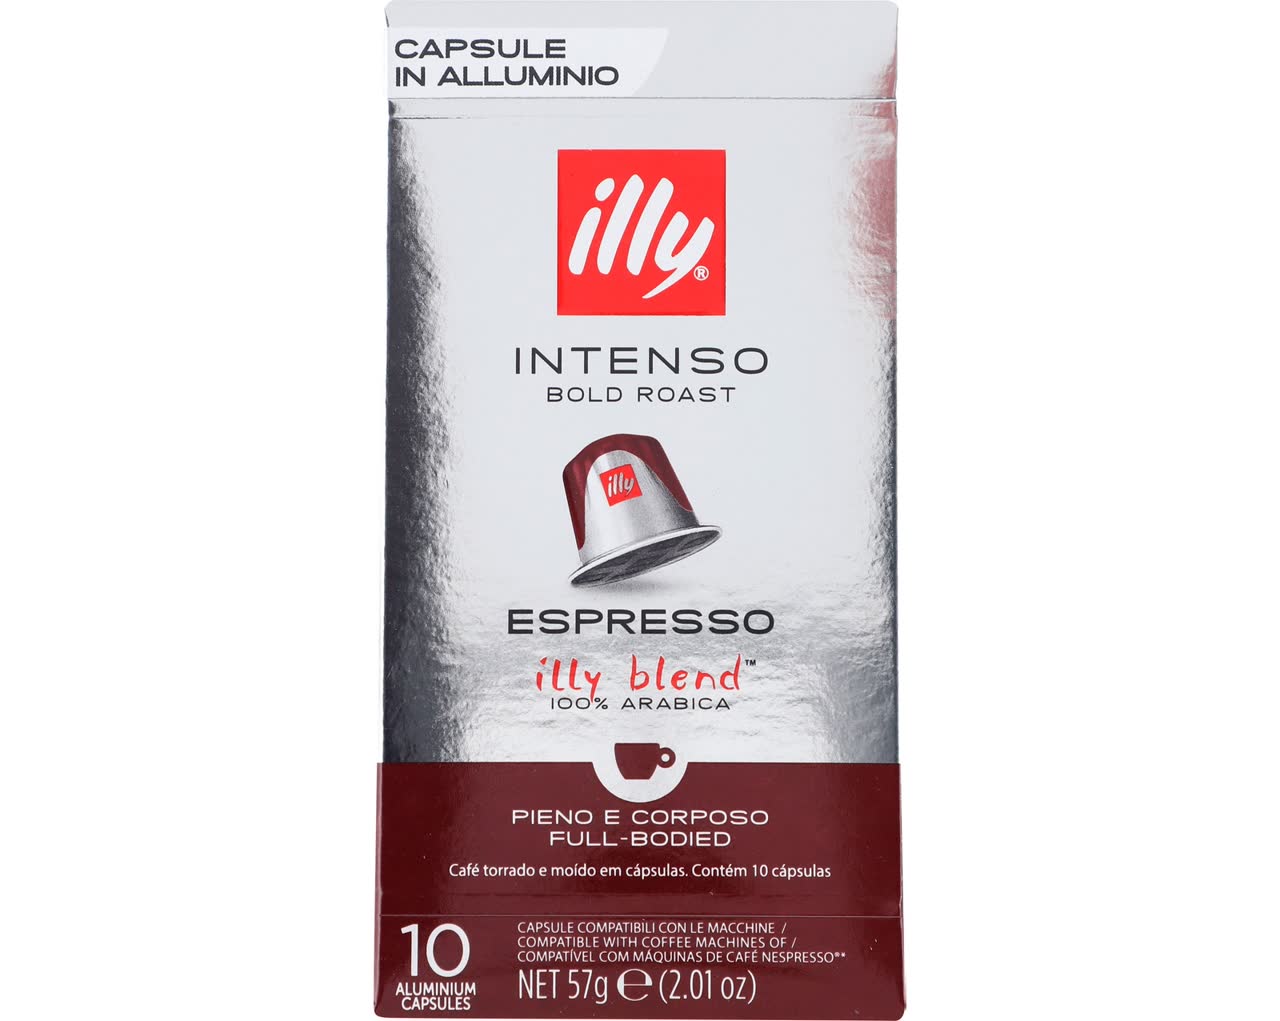 CAPSULE
IN ALLUMINIO
illy®
INTENSO
BOLD ROAST
illy
ESPRESSO
illy blend™
100% ARABICA
PIENO E CORPOSO
FULL-BODIED
Café torrado e moído em cápsulas. Contém 10 cápsulas
10
ALUMINIUM
CAPSULES
CAPSULE COMPATIBILI CON LE MACCHINE /
COMPATIBLE WITH COFFEE MACHINES OF /
COMPATÍVEL COM MÁQUINAS DE CAFÉ NESPRESSO®*
NET 57g ℮ (2.01 oz)